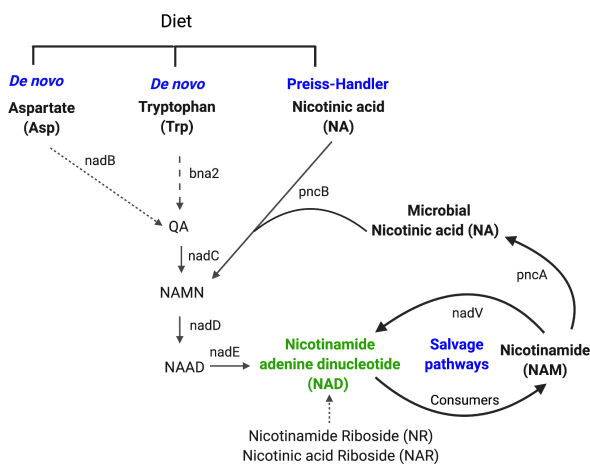 Diet
De novo
De novo
Preiss-Handler
Aspartate
(Asp)
Tryptophan
(Trp)
Nicotinic acid
(NA)
nadB
bna2
pncB
QA
Microbial
Nicotinic acid (NA)
nadC
pncA
NAMN
nadV
nadD
nadE
NAAD
Nicotinamide
adenine dinucleotide
(NAD)
Salvage
pathways
Nicotinamide
(NAM)
Consumers
Nicotinamide Riboside (NR)
Nicotinic acid Riboside (NAR)